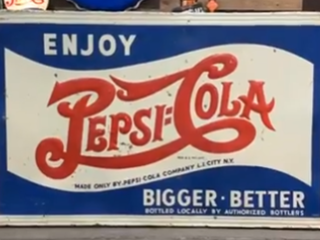 ENJOY
PEPSI:COLA
MADE ONLY BY PEPSI COLA COMPANY L.I. CITY N.Y.
BIGGER · BETTER
BOTTLED LOCALLY BY AUTHORIZED BOTTLERS